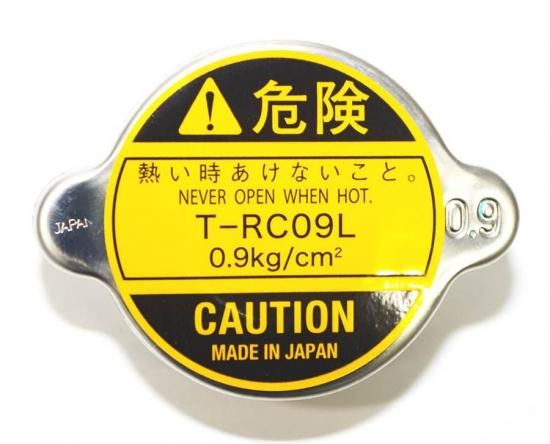 危険
熱い時あけないこと。
NEVER OPEN WHEN HOT.
T-RC09L
0.9kg/cm²
CAUTION
MADE IN JAPAN
JAPAN
0.9